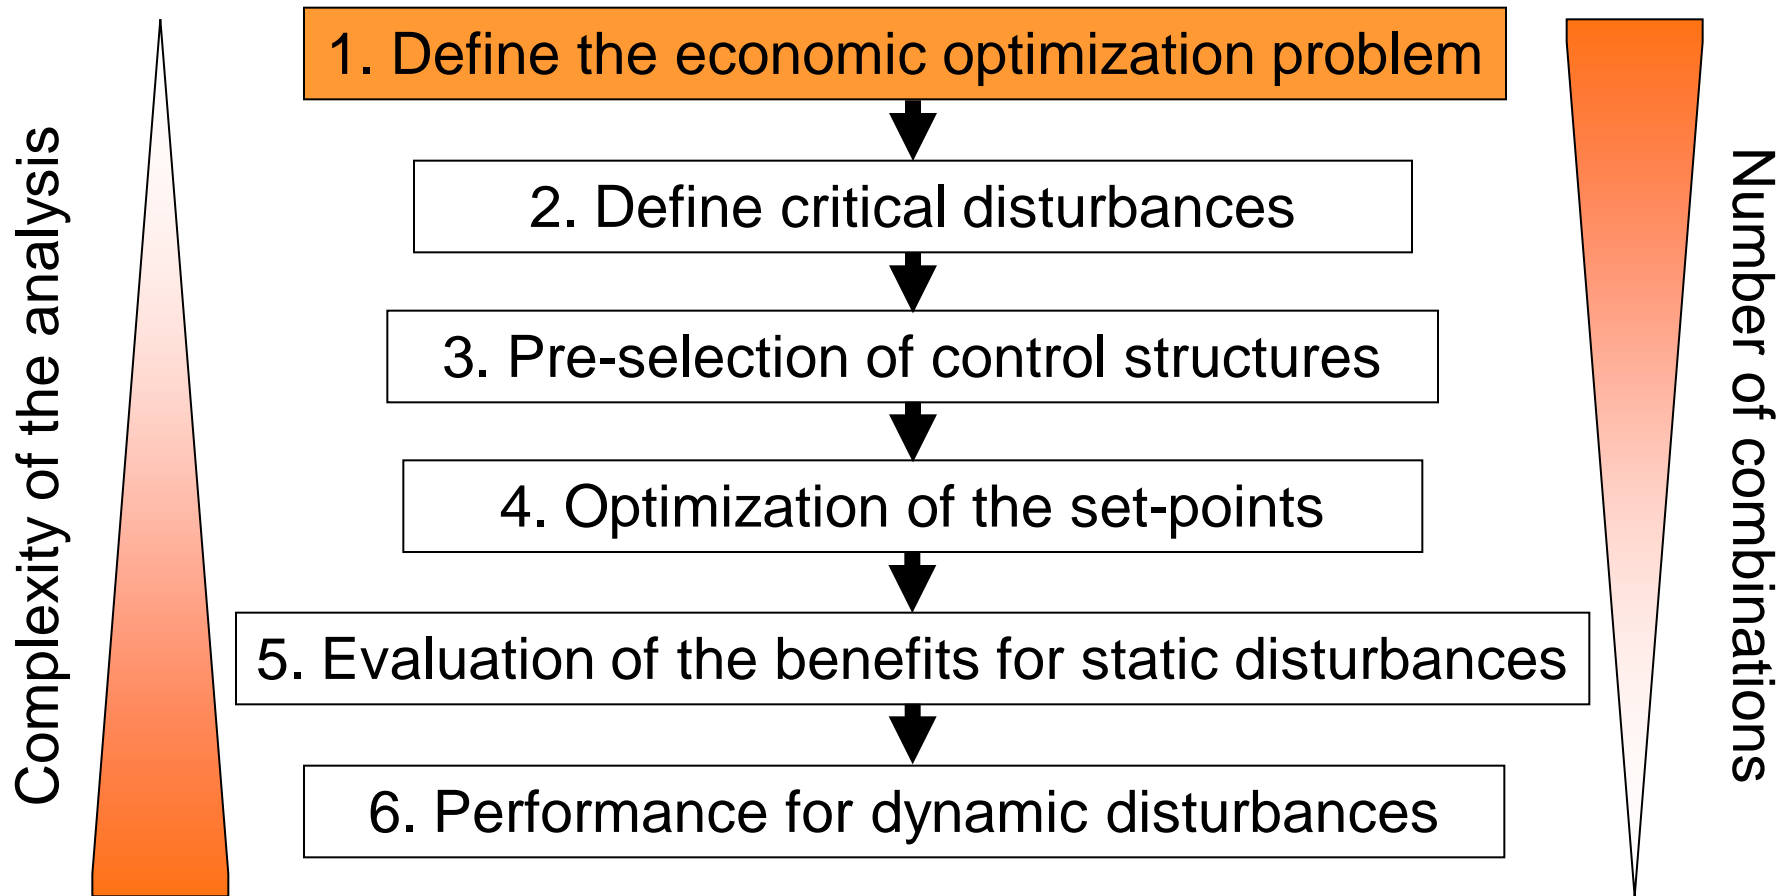 1. Define the economic optimization problem
2. Define critical disturbances
3. Pre-selection of control structures
4. Optimization of the set-points
5. Evaluation of the benefits for static disturbances
6. Performance for dynamic disturbances
Complexity of the analysis
Number of combinations